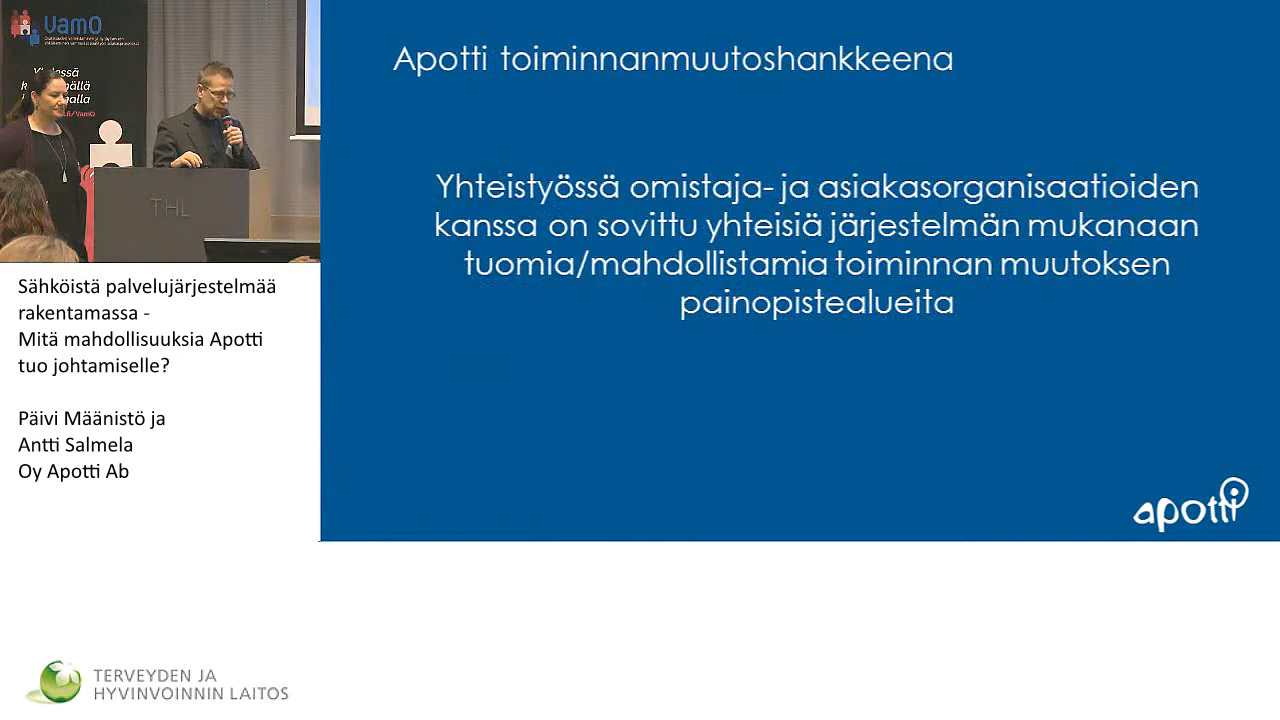 VamO
Yhdessä
/VamO
THL
Sähköistä palvelujärjestelmää
rakentamassa -
Mitä mahdollisuuksia Apotti
tuo johtamiselle?
Päivi Määnistö ja
Antti Salmela
Oy Apotti Ab
Apotti toiminnanmuutoshankkeena
Yhteistyössä omistaja- ja asiakasorganisaatioiden
kanssa on sovittu yhteisiä järjestelmän mukanaan
tuomia/mahdollistamia toiminnan muutoksen
painopistealueita
apotti
TERVEYDEN JA
HYVINVOINNIN LAITOS